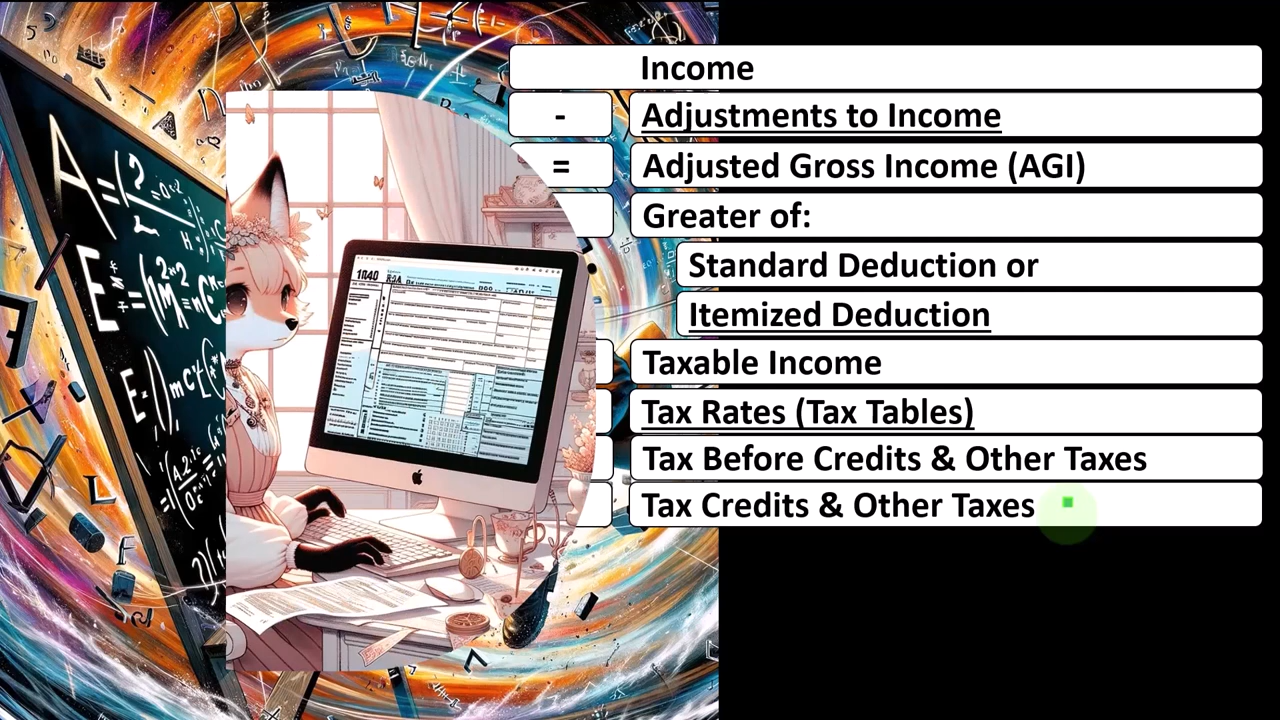 Income
- Adjustments to Income
= Adjusted Gross Income (AGI)
Greater of:
Standard Deduction or
Itemized Deduction
Taxable Income
Tax Rates (Tax Tables)
Tax Before Credits & Other Taxes
Tax Credits & Other Taxes
1040